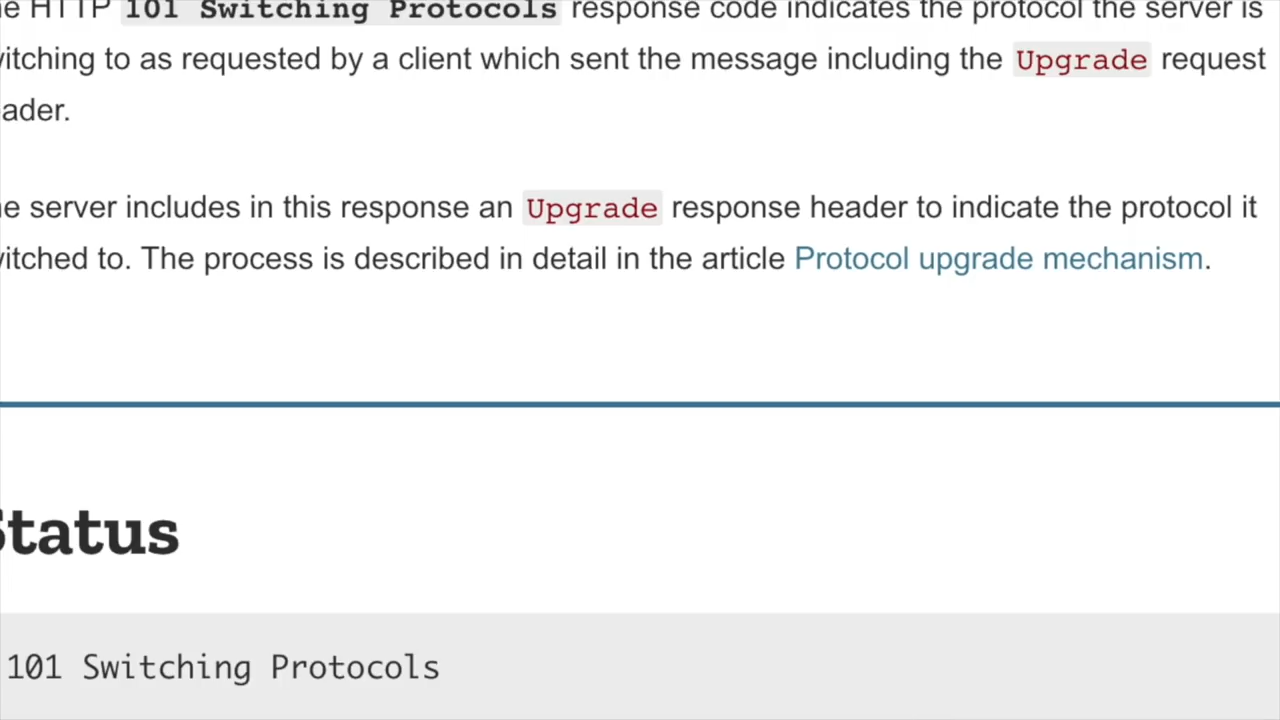 e HTTP 101 Switching Protocols response code indicates the protocol the server is
itching to as requested by a client which sent the message including the Upgrade request
ader.
e server includes in this response an Upgrade response header to indicate the protocol it
itched to. The process is described in detail in the article Protocol upgrade mechanism.
Status
101 Switching Protocols